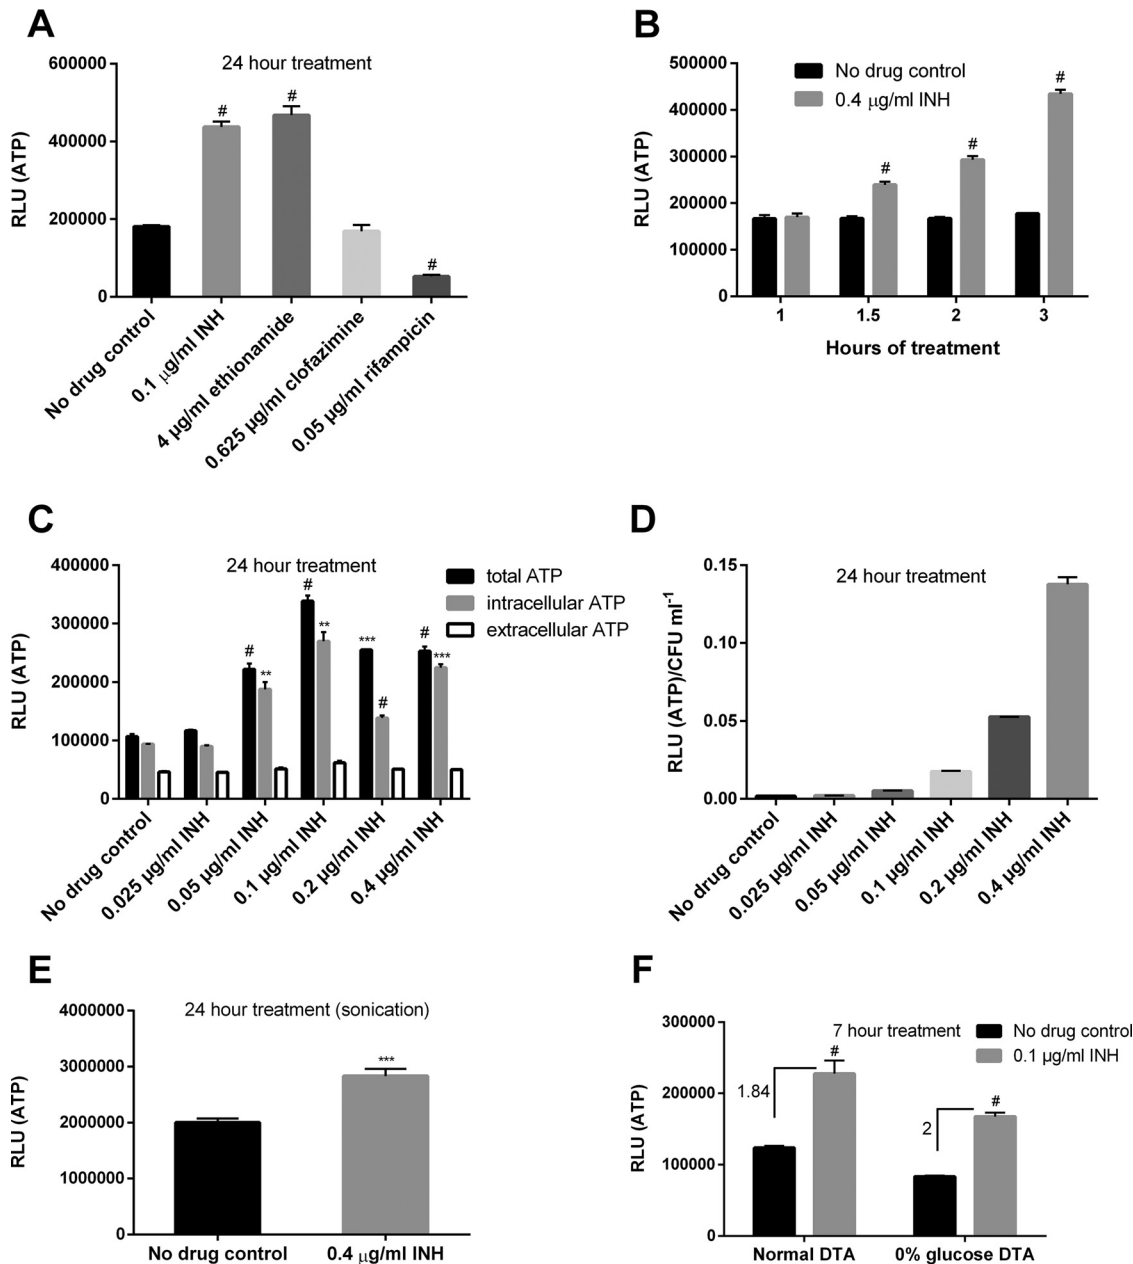 A
24 hour treatment
RLU (ATP)
600000
400000
200000
0
#
#
#
No drug control
0.1 μg/ml INH
4 μg/ml ethionamide
0.625 μg/ml clofazimine
0.05 μg/ml rifampicin
B
No drug control
0.4 μg/ml INH
RLU (ATP)
500000
400000
300000
200000
100000
0
#
#
#
1 1.5 2 3
Hours of treatment
C
24 hour treatment
total ATP
intracellular ATP
extracellular ATP
RLU (ATP)
400000
300000
200000
100000
0
#
**
#
**
***
#
#
***
No drug control
0.025 μg/ml INH
0.05 μg/ml INH
0.1 μg/ml INH
0.2 μg/ml INH
0.4 μg/ml INH
D
24 hour treatment
RLU (ATP)/CFU ml⁻¹
0.15
0.10
0.05
0.00
No drug control
0.025 μg/ml INH
0.05 μg/ml INH
0.1 μg/ml INH
0.2 μg/ml INH
0.4 μg/ml INH
E
24 hour treatment (sonication)
RLU (ATP)
4000000
3000000
2000000
1000000
0
***
No drug control 0.4 μg/ml INH
F
7 hour treatment
No drug control
0.1 μg/ml INH
RLU (ATP)
300000
200000
100000
0
1.84
#
2
#
Normal DTA 0% glucose DTA